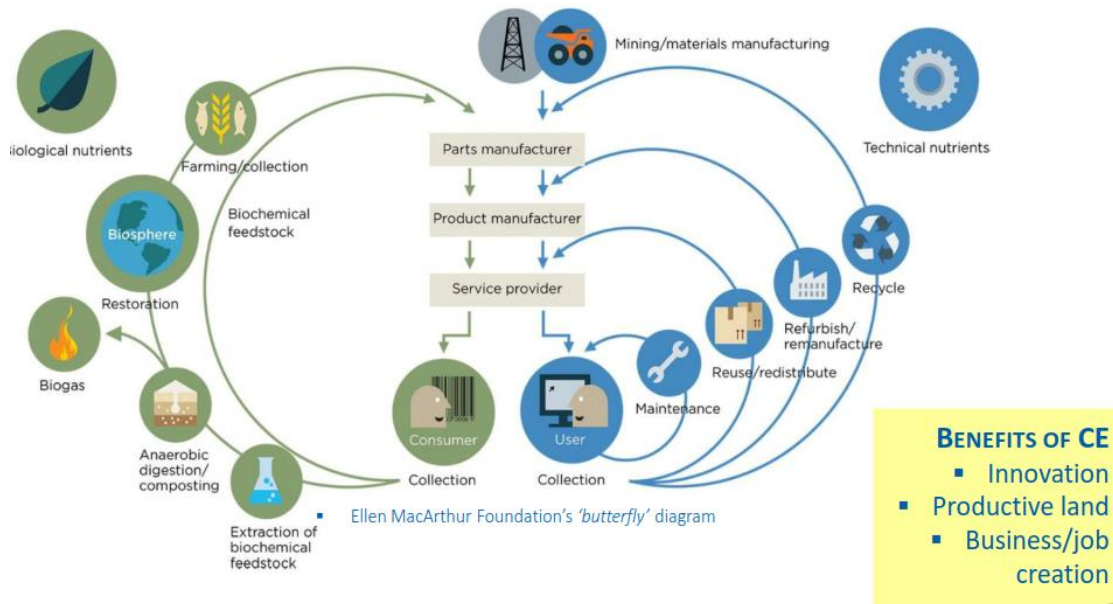 Mining/materials manufacturing
iological nutrients
Technical nutrients
Farming/collection
Parts manufacturer
Biochemical
feedstock
Product manufacturer
Biosphere
Restoration
Service provider
Recycle
Refurbish/
remanufacture
Biogas
Reuse/redistribute
Maintenance
Consumer
User
Anaerobic
digestion/
composting
Collection
Collection
Extraction of
biochemical
feedstock
▪ Ellen MacArthur Foundation's 'butterfly' diagram
BENEFITS OF CE
▪ Innovation
▪ Productive land
▪ Business/job
creation